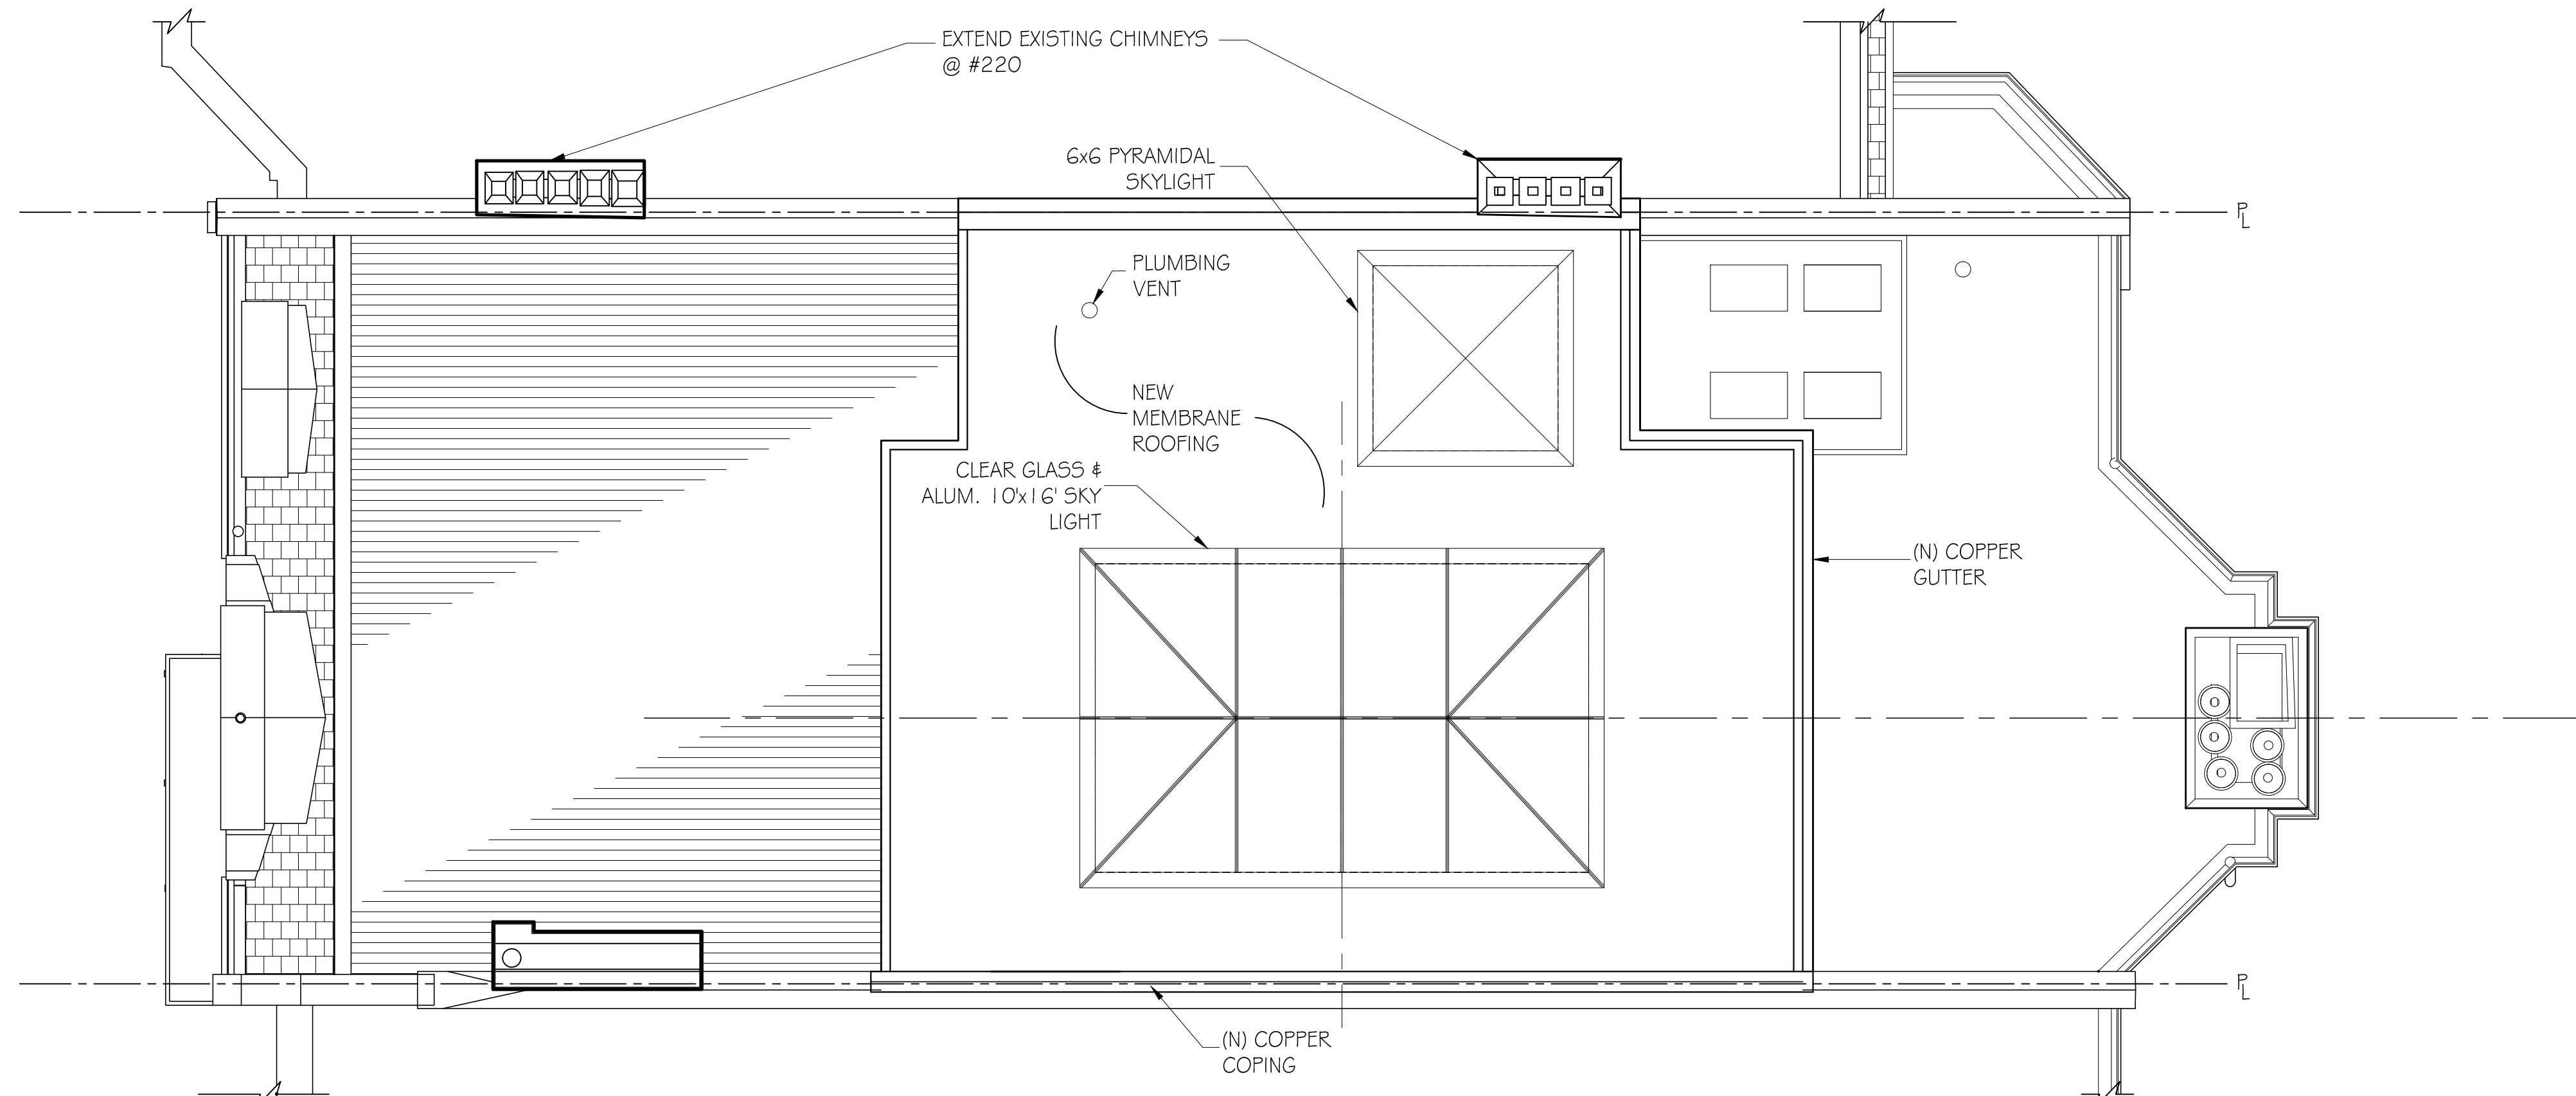 EXTEND EXISTING CHIMNEYS
@ #220
6x6 PYRAMIDAL
SKYLIGHT
PL
PLUMBING
VENT
NEW
MEMBRANE
ROOFING
CLEAR GLASS &
ALUM. 10'x16' SKY
LIGHT
(N) COPPER
GUTTER
PL
(N) COPPER
COPING